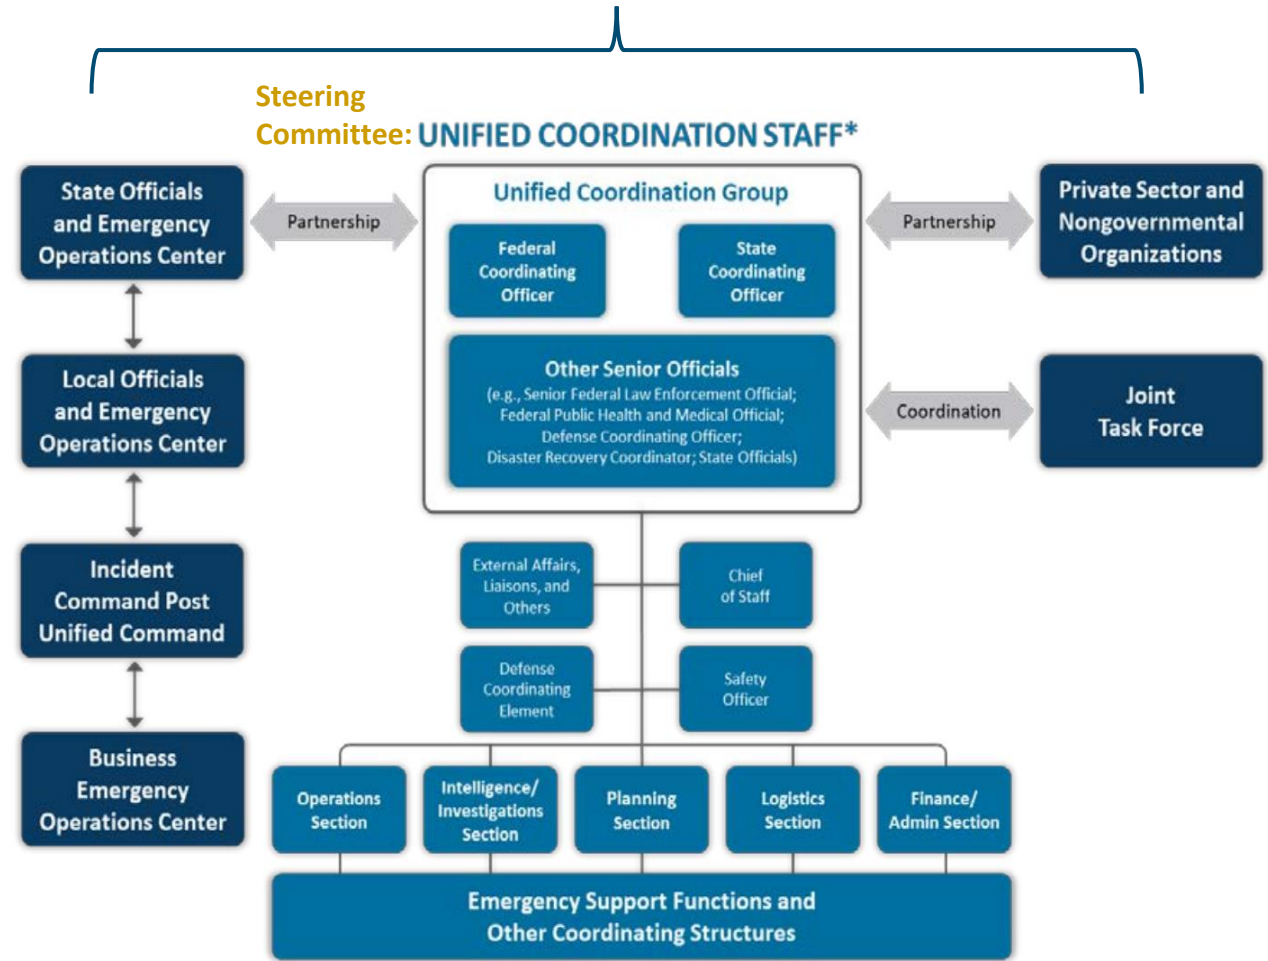 Steering
Committee: UNIFIED COORDINATION STAFF*
State Officials
and Emergency
Operations Center
Partnership
Unified Coordination Group
Federal
Coordinating
Officer
State
Coordinating
Officer
Partnership
Private Sector and
Nongovernmental
Organizations
Local Officials
and Emergency
Operations Center
Other Senior Officials
(e.g., Senior Federal Law Enforcement Official;
Federal Public Health and Medical Official;
Defense Coordinating Officer;
Disaster Recovery Coordinator; State Officials)
Coordination
Joint
Task Force
Incident
Command Post
Unified Command
External Affairs,
Liaisons, and
Others
Chief
of Staff
Defense
Coordinating
Element
Safety
Officer
Business
Emergency
Operations Center
Operations
Section
Intelligence/
Investigations
Section
Planning
Section
Logistics
Section
Finance/
Admin Section
Emergency Support Functions and
Other Coordinating Structures